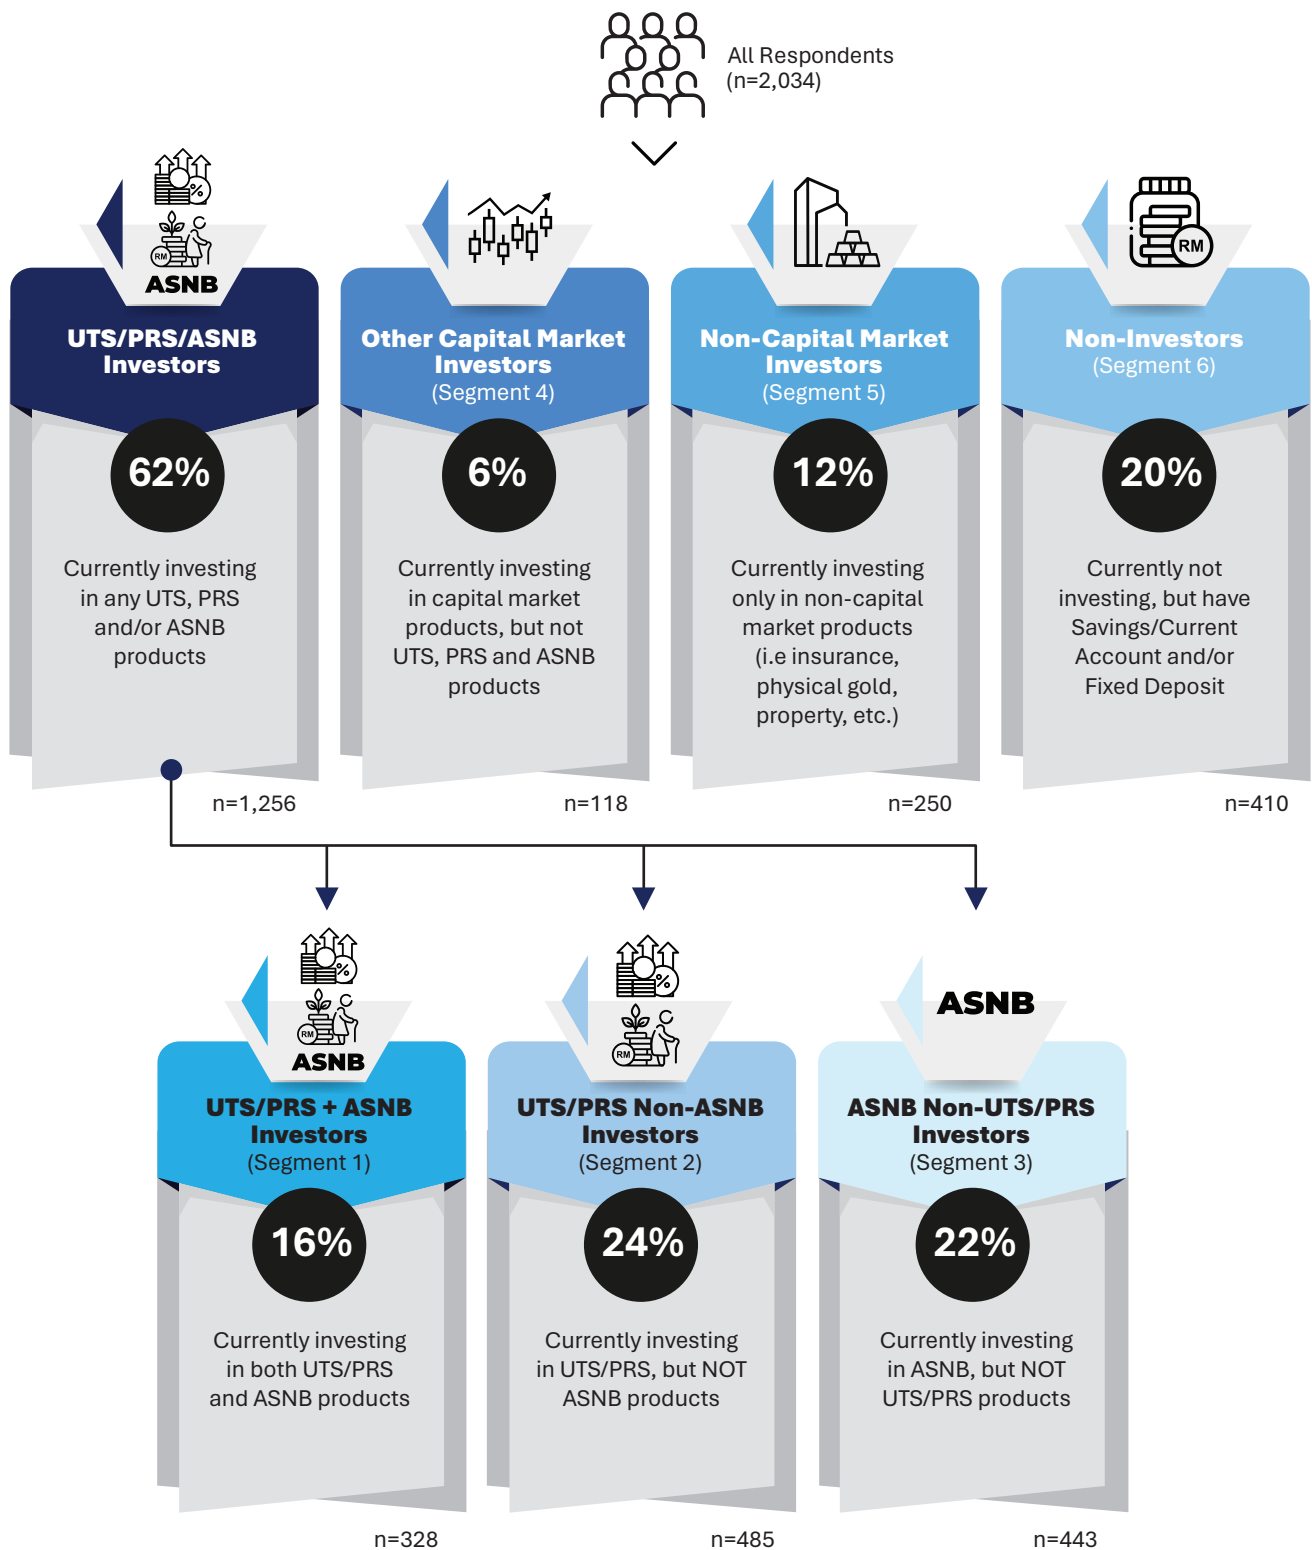 All Respondents
(n=2,034)
RM
ASNB
UTS/PRS/ASNB
Investors
62%
Currently investing
in any UTS, PRS
and/or ASNB
products
n=1,256
Other Capital Market
Investors
(Segment 4)
6%
Currently investing
in capital market
products, but not
UTS, PRS and ASNB
products
n=118
Non-Capital Market
Investors
(Segment 5)
12%
Currently investing
only in non-capital
market products
(i.e insurance,
physical gold,
property, etc.)
n=250
RM
Non-Investors
(Segment 6)
20%
Currently not
investing, but have
Savings/Current
Account and/or
Fixed Deposit
n=410
%
RM
ASNB
UTS/PRS + ASNB
Investors
(Segment 1)
16%
Currently investing
in both UTS/PRS
and ASNB products
n=328
%
RM
UTS/PRS Non-ASNB
Investors
(Segment 2)
24%
Currently investing
in UTS/PRS, but NOT
ASNB products
n=485
ASNB
ASNB Non-UTS/PRS
Investors
(Segment 3)
22%
Currently investing
in ASNB, but NOT
UTS/PRS products
n=443